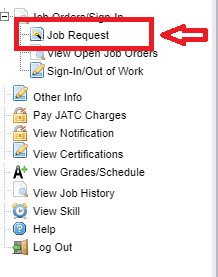 Job Orders/Sign-In
Job Request
View Open Job Orders
Sign-In/Out of Work
Other Info
Pay JATC Charges
View Notification
View Certifications
View Grades/Schedule
View Job History
View Skill
Help
Log Out